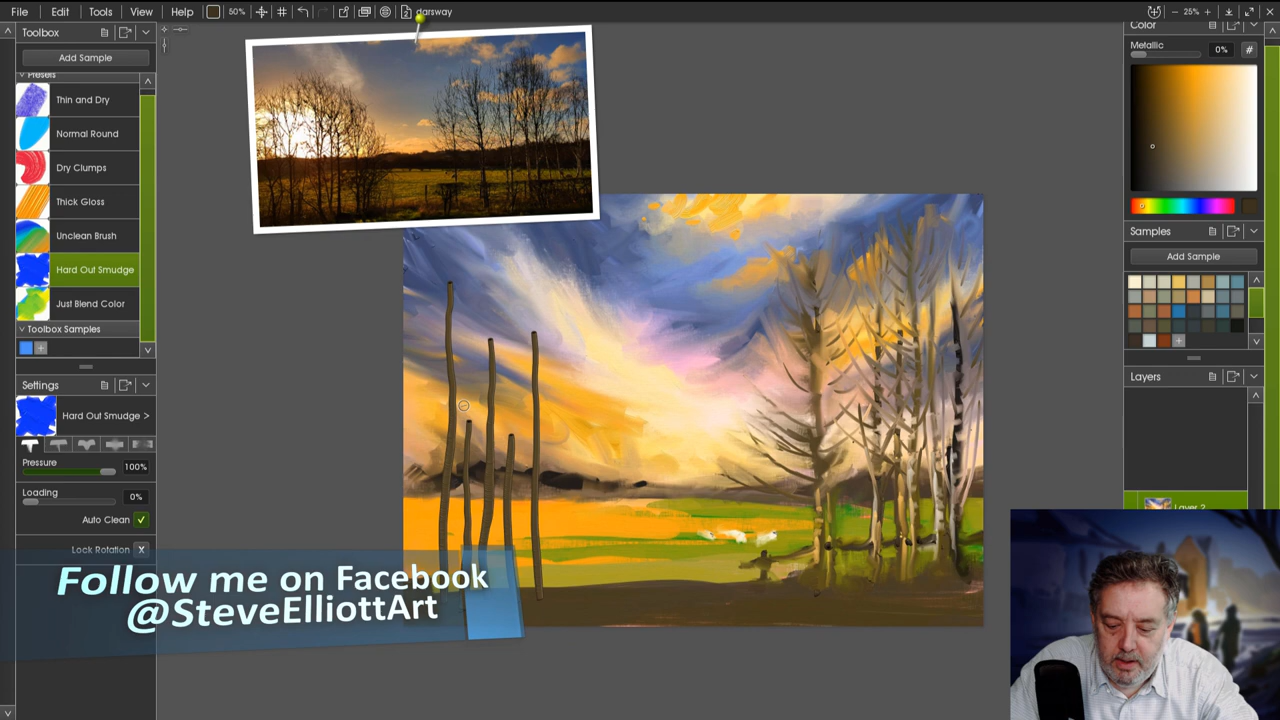 File Edit Tools View Help 50% darsway 25%
Toolbox
Add Sample
Presets
Thin and Dry
Normal Round
Dry Clumps
Thick Gloss
Unclean Brush
Hard Out Smudge
Just Blend Color
Toolbox Samples
Settings
Hard Out Smudge >
Pressure 100%
Loading 0%
Auto Clean
Lock Rotation X
Follow me on Facebook
@SteveElliottArt
Color
Metallic 0% #
Samples
Add Sample
Layers
Layer 2